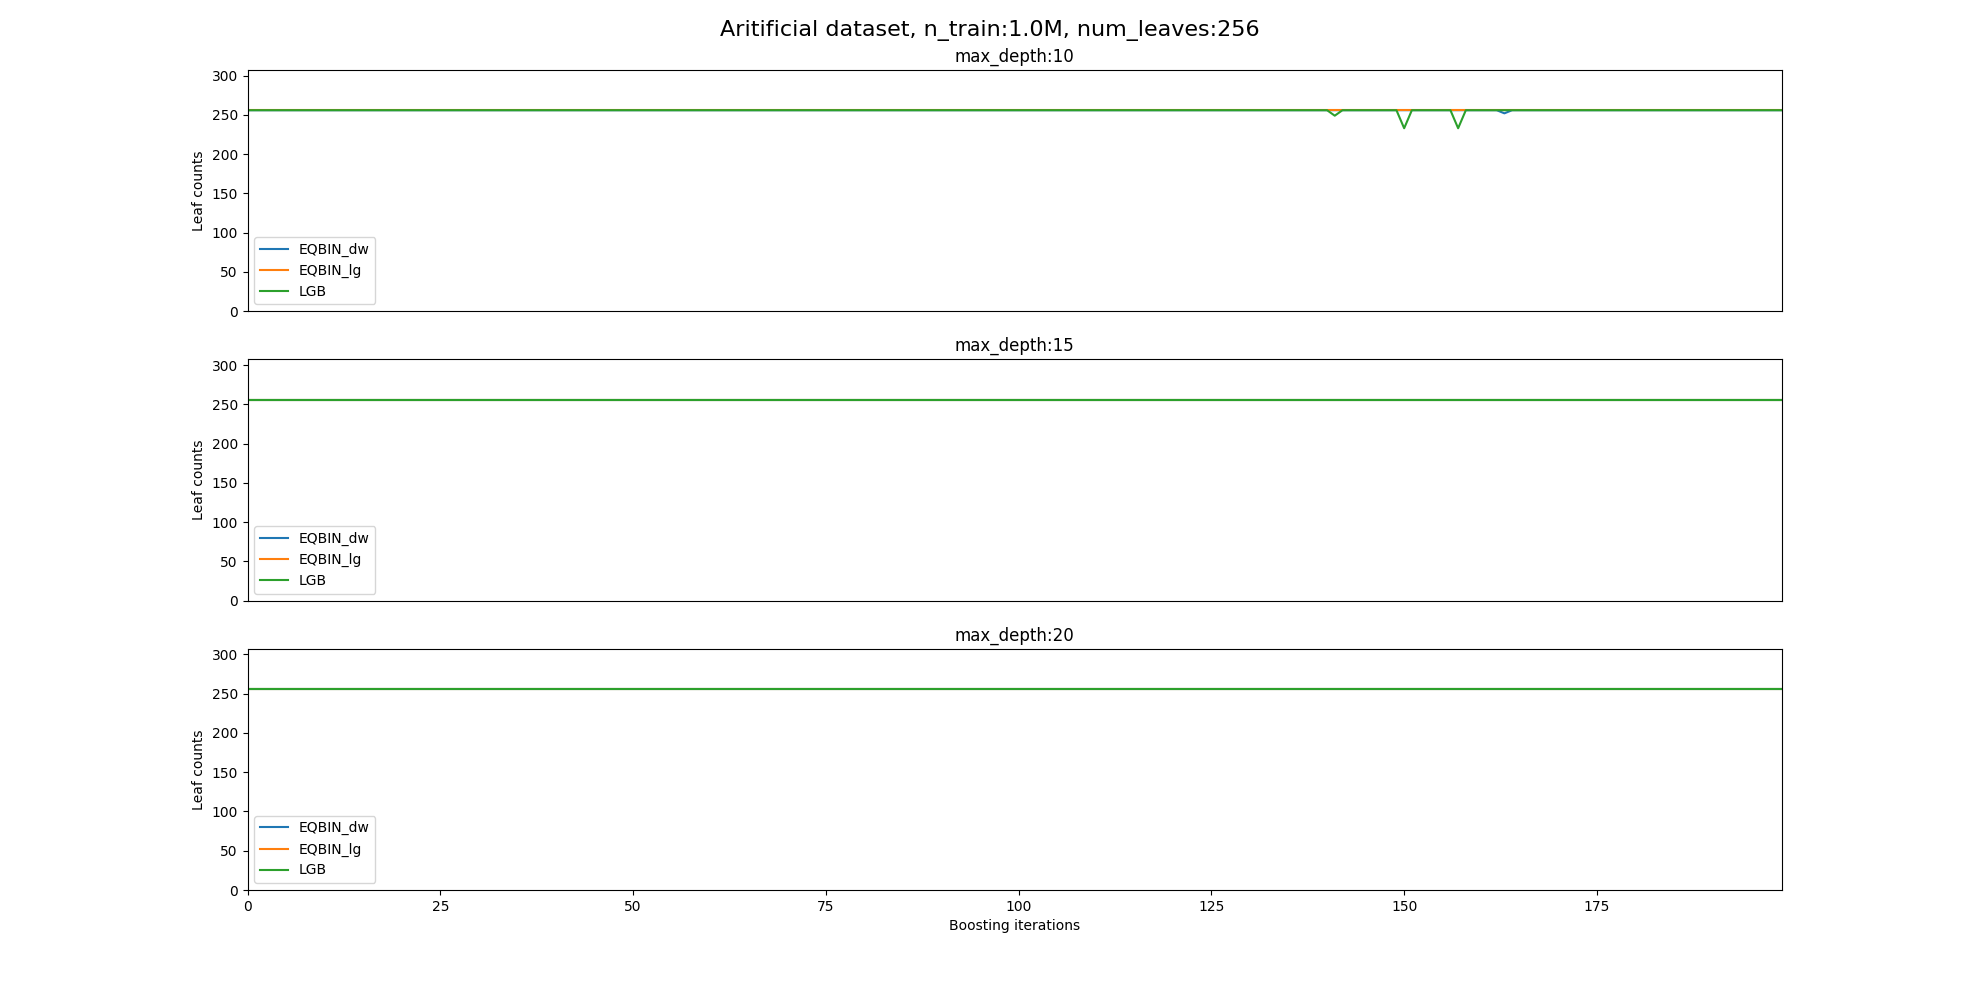 Aritificial dataset, n_train:1.0M, num_leaves:256
max_depth:10
300
250
200
150
100
50
0
Leaf counts
EQBIN_dw
EQBIN_lg
LGB
max_depth:15
300
250
200
150
100
50
0
Leaf counts
EQBIN_dw
EQBIN_lg
LGB
max_depth:20
300
250
200
150
100
50
0
Leaf counts
EQBIN_dw
EQBIN_lg
LGB
0 25 50 75 100 125 150 175
Boosting iterations